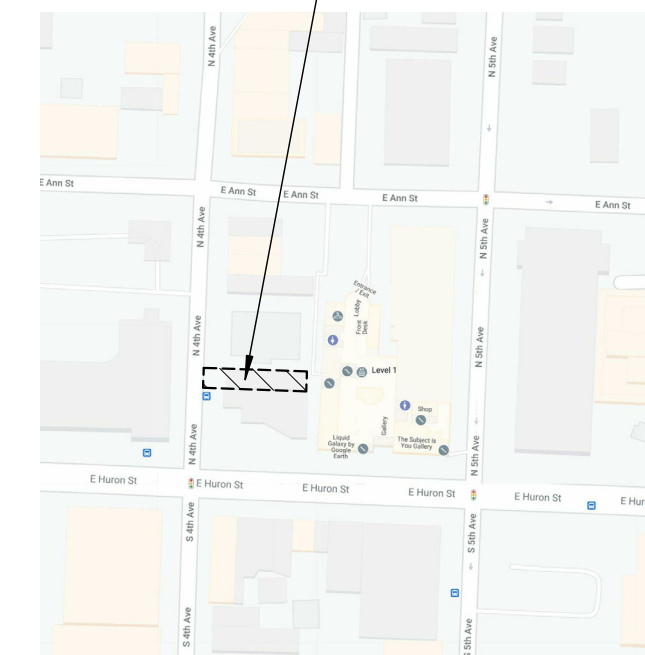 N 4th Ave
N 5th Ave
E Ann St
E Ann St
E Ann St
E Ann St
E Ann St
N 4th Ave
N 5th Ave
Entrance
/ Exit
Lobby
Front
Desk
N 4th Ave
N 5th Ave
Level 1
Shop
Gallery
N 4th Ave
Liquid
Galaxy by
Google
Earth
The Subject is
You Gallery
N 5th Ave
E Huron St
E Huron St
E Huron St
E Huron St
E Huron St
E Hur
S 4th Ave
S 5th Ave
S 4th Ave
S 5th Ave